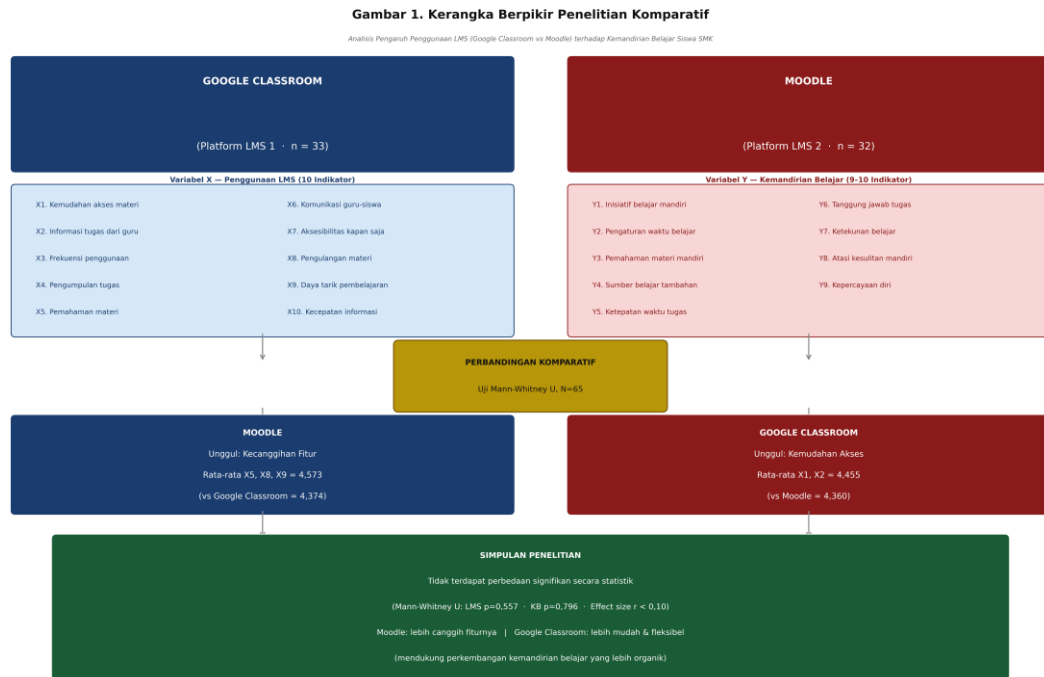 Gambar 1. Kerangka Berpikir Penelitian Komparatif
Analisis Pengaruh Penggunaan LMS (Google Classroom vs Moodle) terhadap Kemandirian Belajar Siswa SMK
GOOGLE CLASSROOM
(Platform LMS 1 · n = 33)
MOODLE
(Platform LMS 2 · n = 32)
Variabel X — Penggunaan LMS (10 Indikator)
X1. Kemudahan akses materi
X2. Informasi tugas dari guru
X3. Frekuensi penggunaan
X4. Pengumpulan tugas
X5. Pemahaman materi
X6. Komunikasi guru-siswa
X7. Aksesibilitas kapan saja
X8. Pengulangan materi
X9. Daya tarik pembelajaran
X10. Kecepatan informasi
Variabel Y — Kemandirian Belajar (9–10 Indikator)
Y1. Inisiatif belajar mandiri
Y2. Pengaturan waktu belajar
Y3. Pemahaman materi mandiri
Y4. Sumber belajar tambahan
Y5. Ketepatan waktu tugas
Y6. Tanggung jawab tugas
Y7. Ketekunan belajar
Y8. Atasi kesulitan mandiri
Y9. Kepercayaan diri
PERBANDINGAN KOMPARATIF
Uji Mann-Whitney U, N=65
MOODLE
Unggul: Kecanggihan Fitur
Rata-rata X5, X8, X9 = 4,573
(vs Google Classroom = 4,374)
GOOGLE CLASSROOM
Unggul: Kemudahan Akses
Rata-rata X1, X2 = 4,455
(vs Moodle = 4,360)
SIMPULAN PENELITIAN
Tidak terdapat perbedaan signifikan secara statistik
(Mann-Whitney U: LMS p=0,557 · KB p=0,796 · Effect size r < 0,10)
Moodle: lebih canggih fiturnya | Google Classroom: lebih mudah & fleksibel
(mendukung perkembangan kemandirian belajar yang lebih organik)